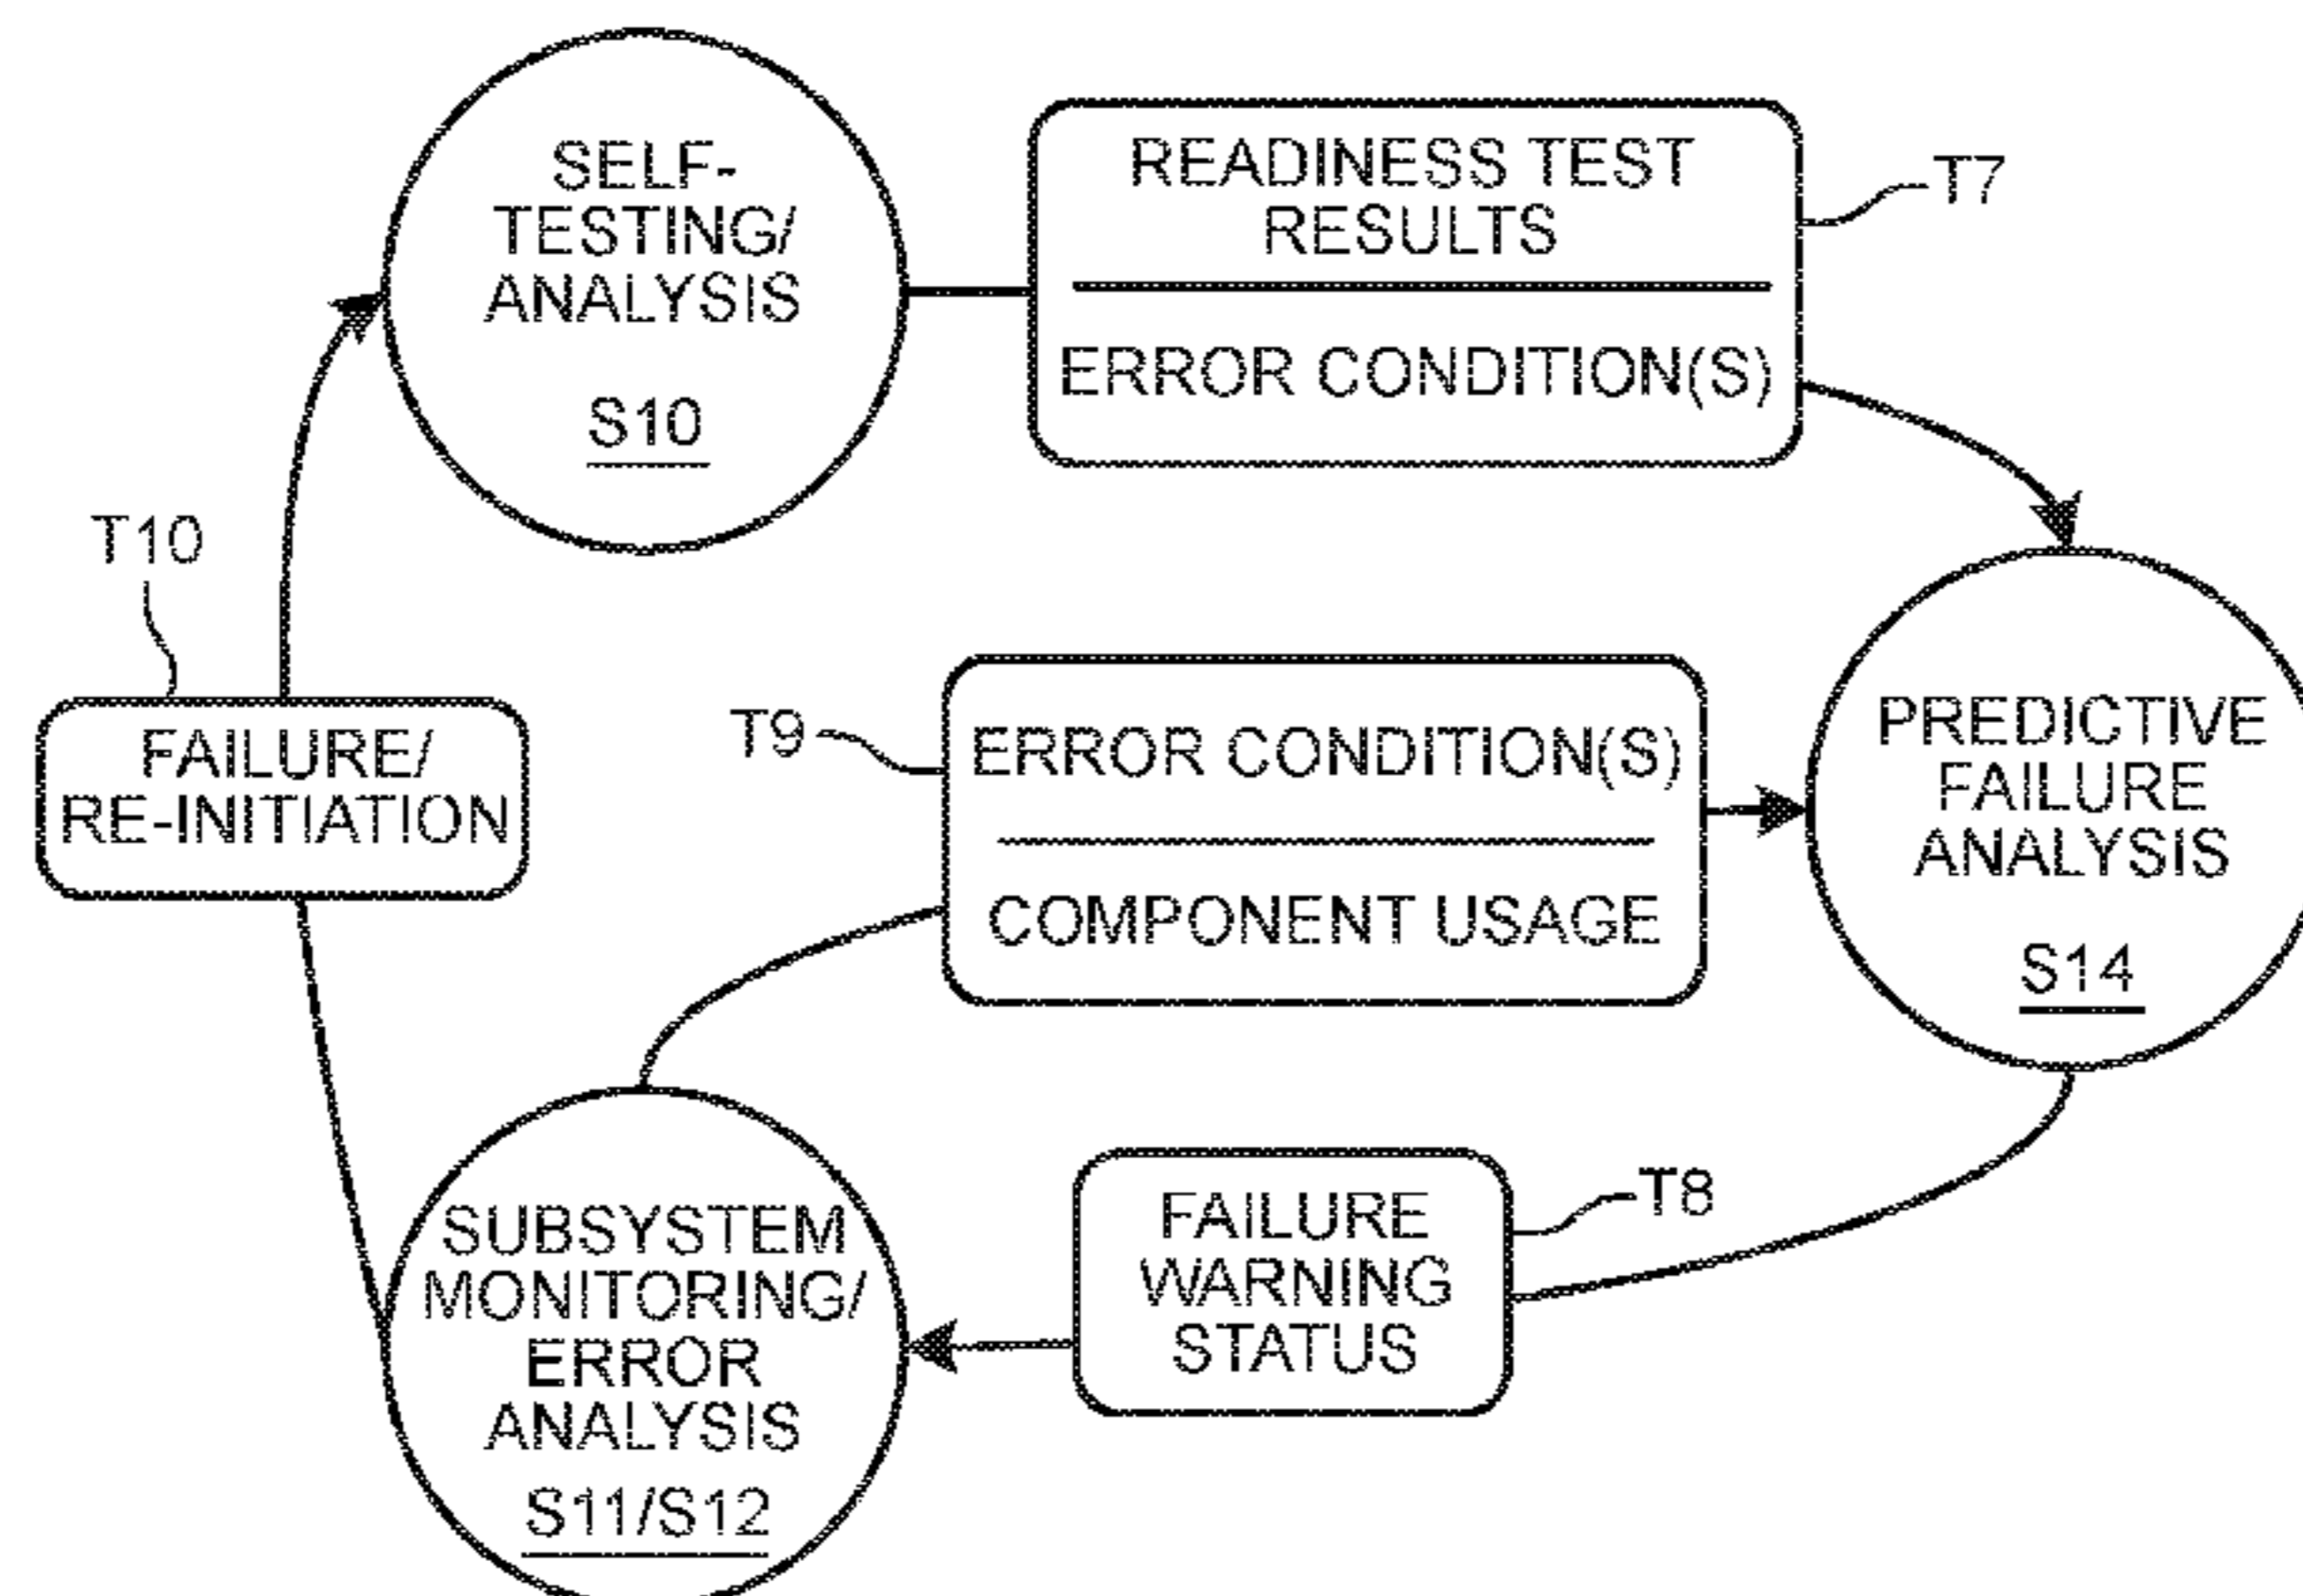 SELF-
TESTING/
ANALYSIS
S10
READINESS TEST
RESULTS
ERROR CONDITION(S)
T7
T10
FAILURE/
RE-INITIATION
T9
ERROR CONDITION(S)
COMPONENT USAGE
PREDICTIVE
FAILURE
ANALYSIS
S14
SUBSYSTEM
MONITORING/
ERROR
ANALYSIS
S11/S12
FAILURE
WARNING
STATUS
T8